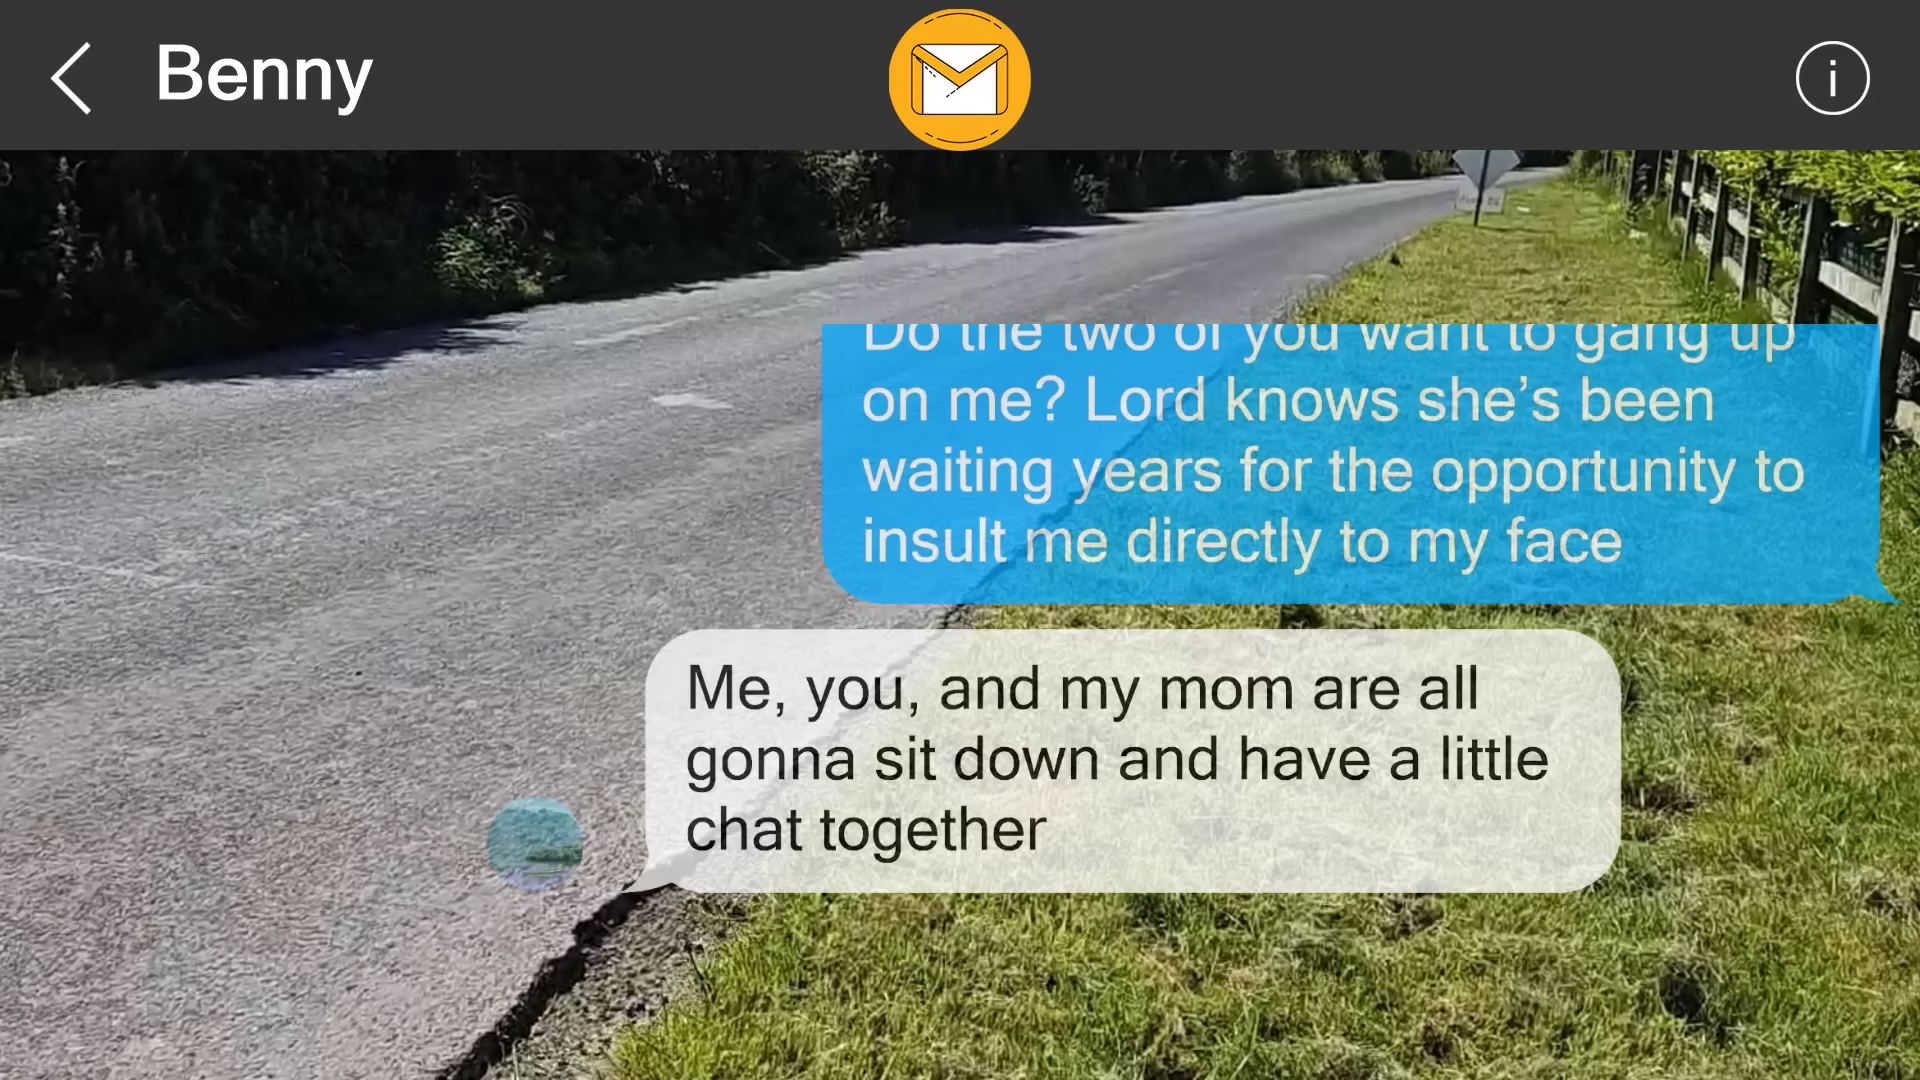 Benny
Do the two of you want to gang up
on me? Lord knows she’s been
waiting years for the opportunity to
insult me directly to my face
Me, you, and my mom are all
gonna sit down and have a little
chat together